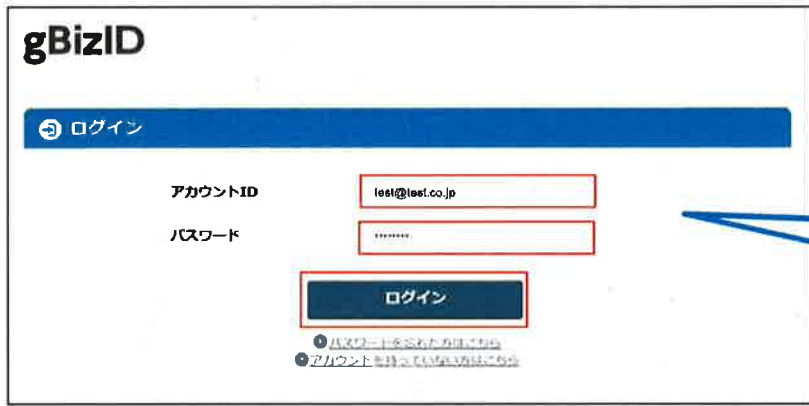 gBizID
ログイン
アカウントID
test@test.co.jp
パスワード
••••••••
ログイン
パスワードを忘れた方はこちら
アカウントを持っていない方はこちら